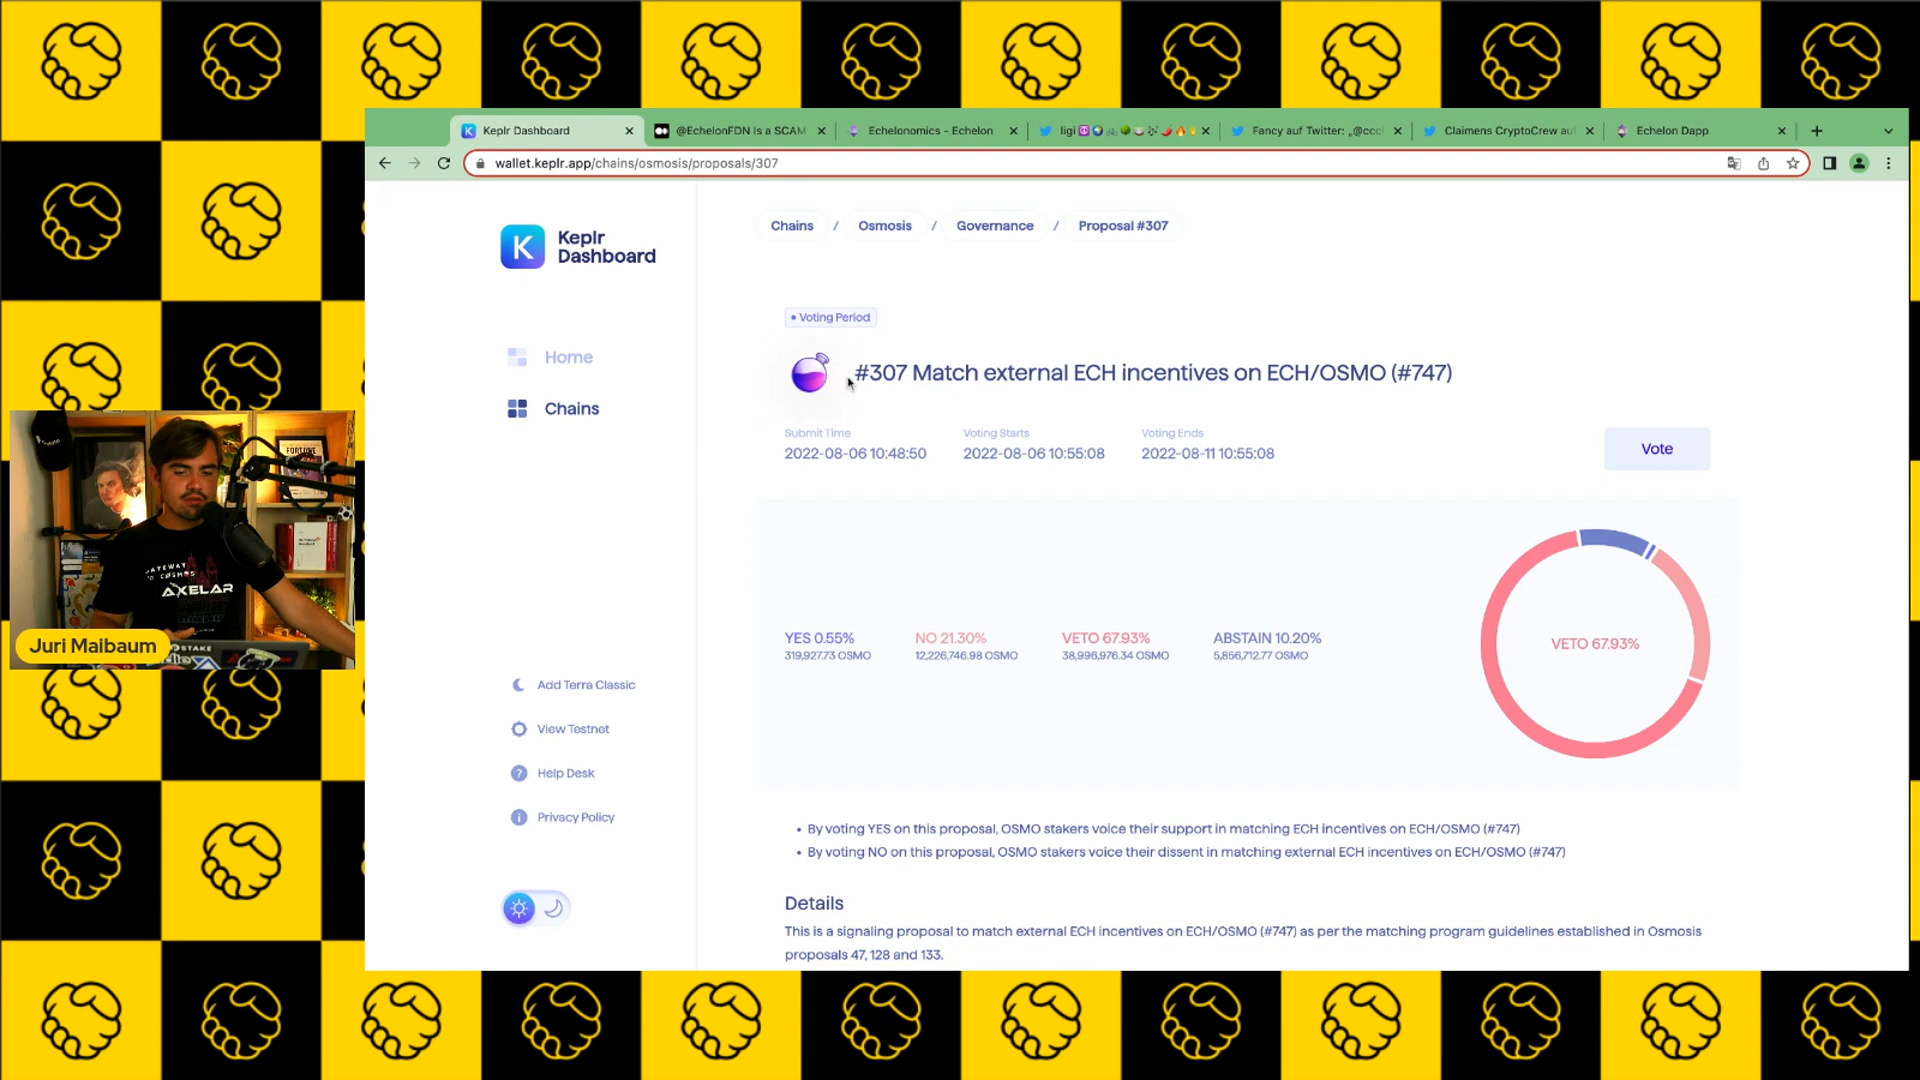 Keplr Dashboard
@EchelonFDN Is a SCAM
Echelonomics - Echelon
ligi
Fancy auf Twitter: „@cccl
Claimens CryptoCrew auf
Echelon Dapp
wallet.keplr.app/chains/osmosis/proposals/307
Keplr
Dashboard
Home
Chains
Add Terra Classic
View Testnet
Help Desk
Privacy Policy
Chains / Osmosis / Governance / Proposal #307
• Voting Period
#307 Match external ECH incentives on ECH/OSMO (#747)
Submit Time
2022-08-06 10:48:50
Voting Starts
2022-08-06 10:55:08
Voting Ends
2022-08-11 10:55:08
Vote
YES 0.55%
319,927.73 OSMO
NO 21.30%
12,226,746.98 OSMO
VETO 67.93%
38,996,976.34 OSMO
ABSTAIN 10.20%
5,856,712.77 OSMO
VETO 67.93%
• By voting YES on this proposal, OSMO stakers voice their support in matching ECH incentives on ECH/OSMO (#747)
• By voting NO on this proposal, OSMO stakers voice their dissent in matching external ECH incentives on ECH/OSMO (#747)
Details
This is a signaling proposal to match external ECH incentives on ECH/OSMO (#747) as per the matching program guidelines established in Osmosis
proposals 47, 128 and 133.
FORTUNE
GATEWAY
TO COSMOS
AXELAR
STAKE
Juri Maibaum